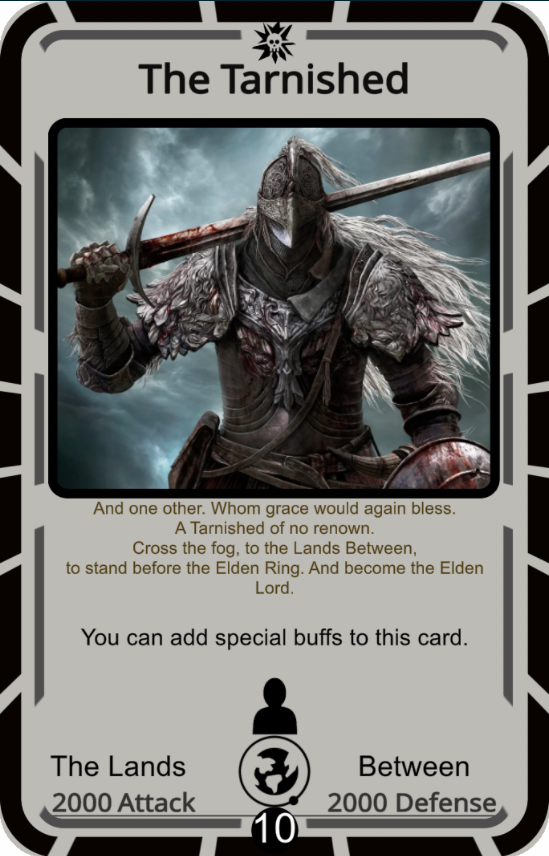 The Tarnished
And one other. Whom grace would again bless.
A Tarnished of no renown.
Cross the fog, to the Lands Between,
to stand before the Elden Ring. And become the Elden
Lord.
You can add special buffs to this card.
The Lands Between
2000 Attack 2000 Defense
10